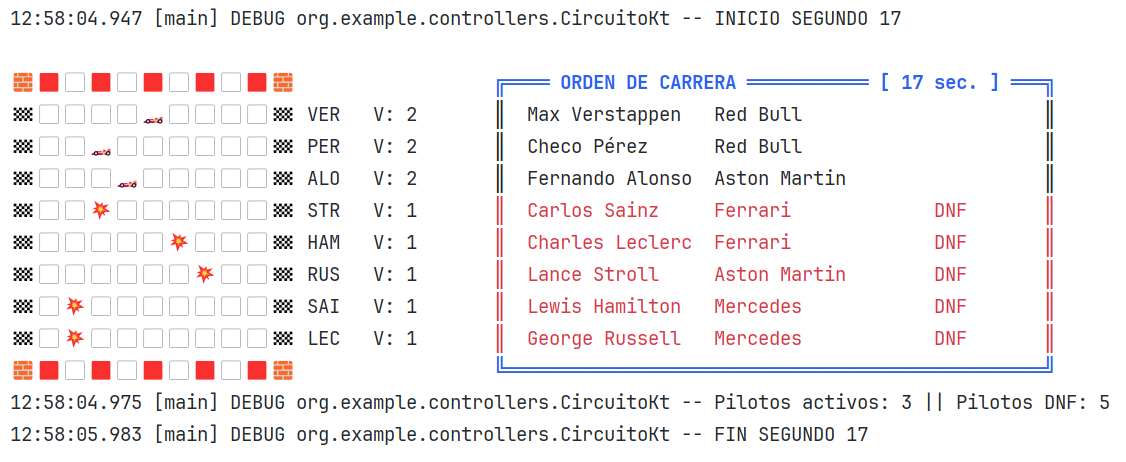 12:58:04.947 [main] DEBUG org.example.controllers.CircuitoKt -- INICIO SEGUNDO 17
ORDEN DE CARRERA [ 17 sec. ]
VER V: 2 Max Verstappen Red Bull
PER V: 2 Checo Pérez Red Bull
ALO V: 2 Fernando Alonso Aston Martin
STR V: 1 Carlos Sainz Ferrari DNF
HAM V: 1 Charles Leclerc Ferrari DNF
RUS V: 1 Lance Stroll Aston Martin DNF
SAI V: 1 Lewis Hamilton Mercedes DNF
LEC V: 1 George Russell Mercedes DNF
12:58:04.975 [main] DEBUG org.example.controllers.CircuitoKt -- Pilotos activos: 3 || Pilotos DNF: 5
12:58:05.983 [main] DEBUG org.example.controllers.CircuitoKt -- FIN SEGUNDO 17